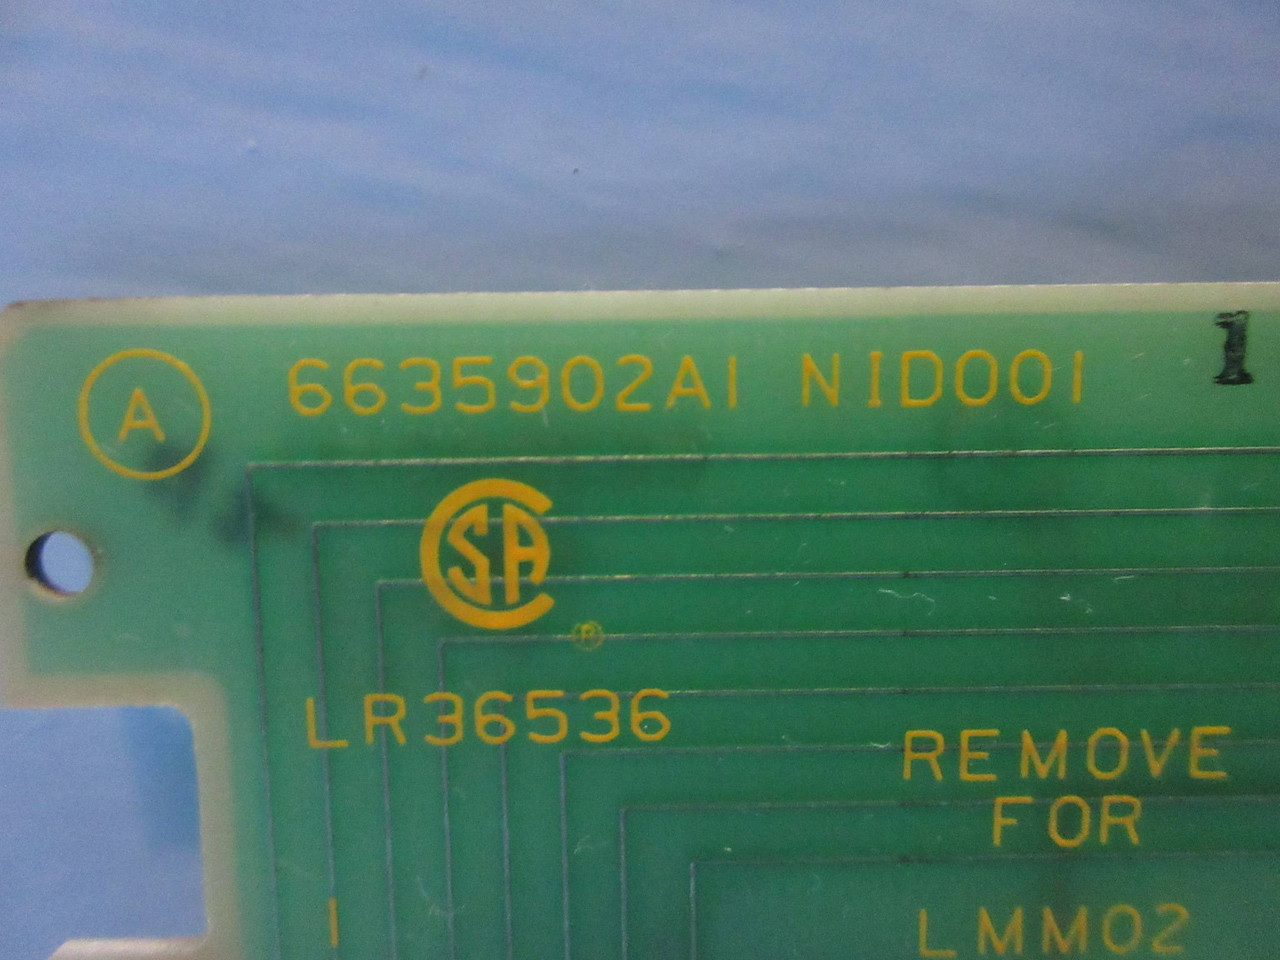 A 6635902A1 NID001 1
CSA
®
LR36536
REMOVE
FOR
LMM02
1